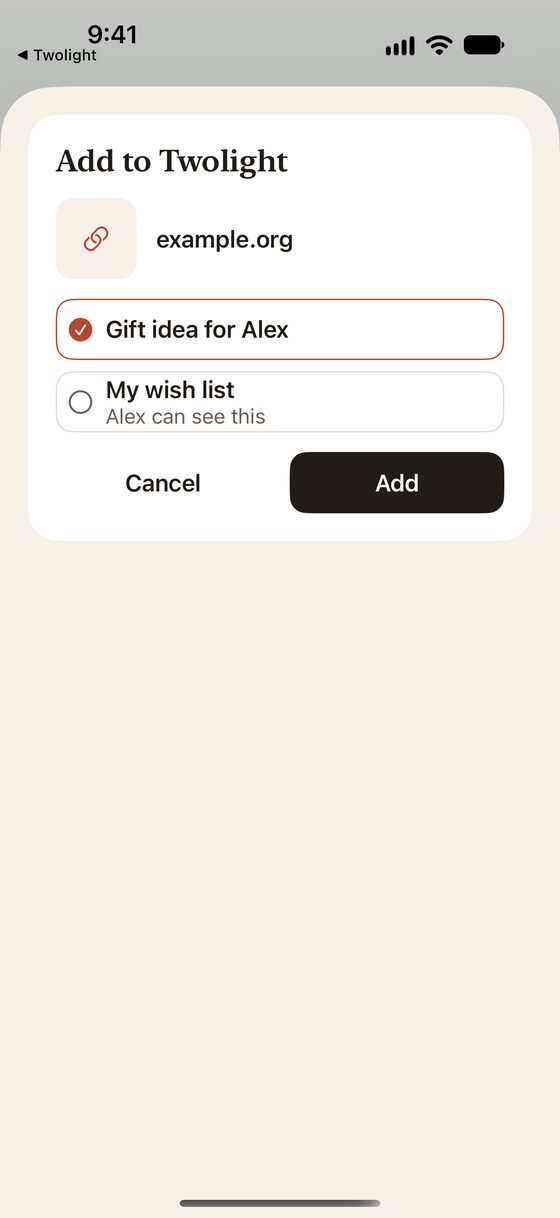 9:41
◀ Twolight
Add to Twolight
example.org
Gift idea for Alex
My wish list
Alex can see this
Cancel
Add